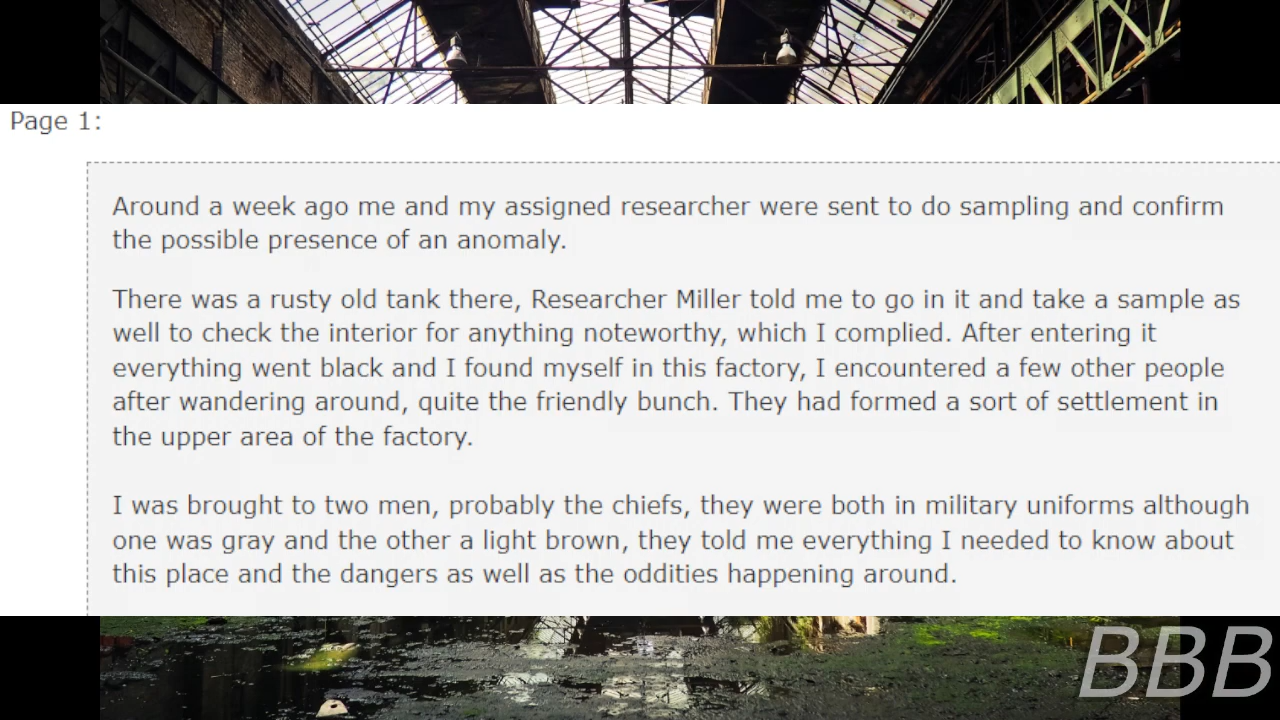 Page 1:
Around a week ago me and my assigned researcher were sent to do sampling and confirm
the possible presence of an anomaly.
There was a rusty old tank there, Researcher Miller told me to go in it and take a sample as
well to check the interior for anything noteworthy, which I complied. After entering it
everything went black and I found myself in this factory, I encountered a few other people
after wandering around, quite the friendly bunch. They had formed a sort of settlement in
the upper area of the factory.
I was brought to two men, probably the chiefs, they were both in military uniforms although
one was gray and the other a light brown, they told me everything I needed to know about
this place and the dangers as well as the oddities happening around.
BBB